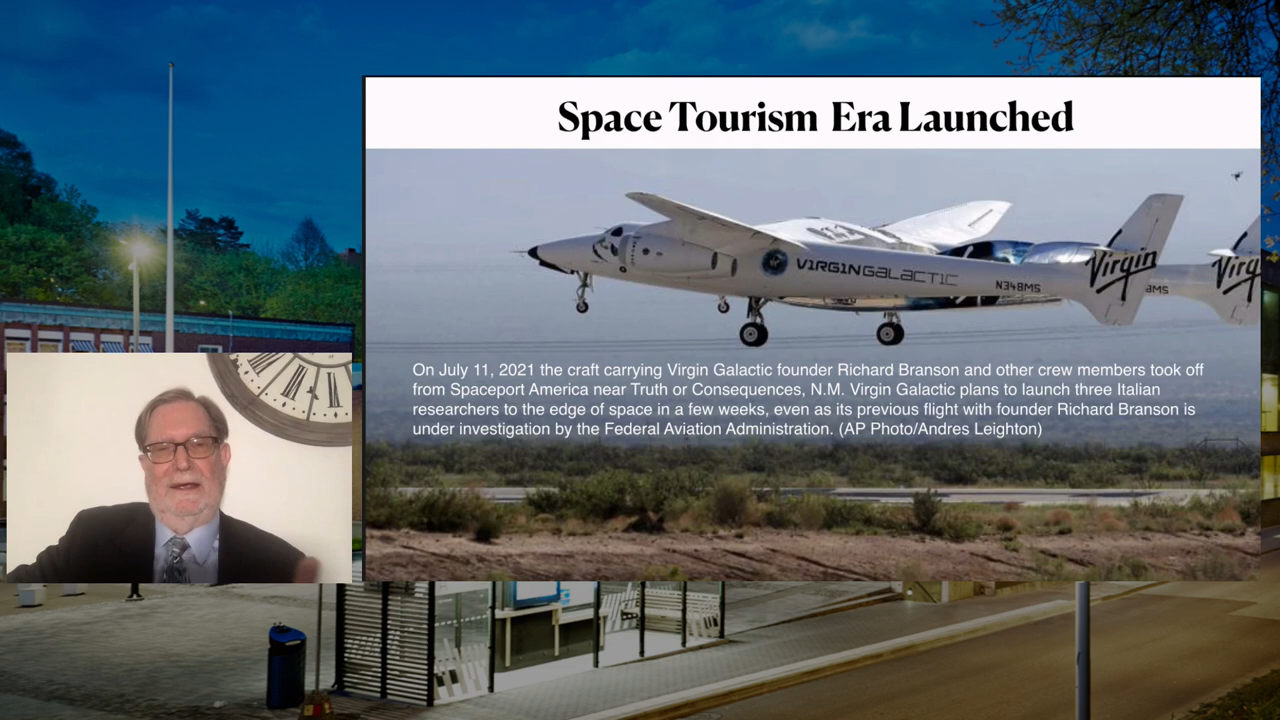 Space Tourism Era Launched
V1RG1NGALACTIC
N348MS
Virgin
8MS
Virg
On July 11, 2021 the craft carrying Virgin Galactic founder Richard Branson and other crew members took off
from Spaceport America near Truth or Consequences, N.M. Virgin Galactic plans to launch three Italian
researchers to the edge of space in a few weeks, even as its previous flight with founder Richard Branson is
under investigation by the Federal Aviation Administration. (AP Photo/Andres Leighton)